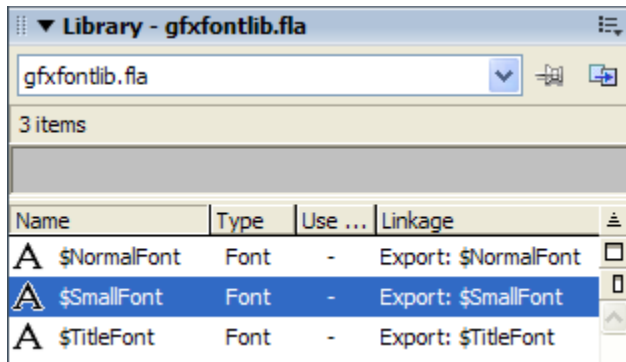 Library - gfxfontlib.fla
gfxfontlib.fla
3 items
Name Type Use ... Linkage
A $NormalFont Font - Export: $NormalFont
A $SmallFont Font - Export: $SmallFont
A $TitleFont Font - Export: $TitleFont